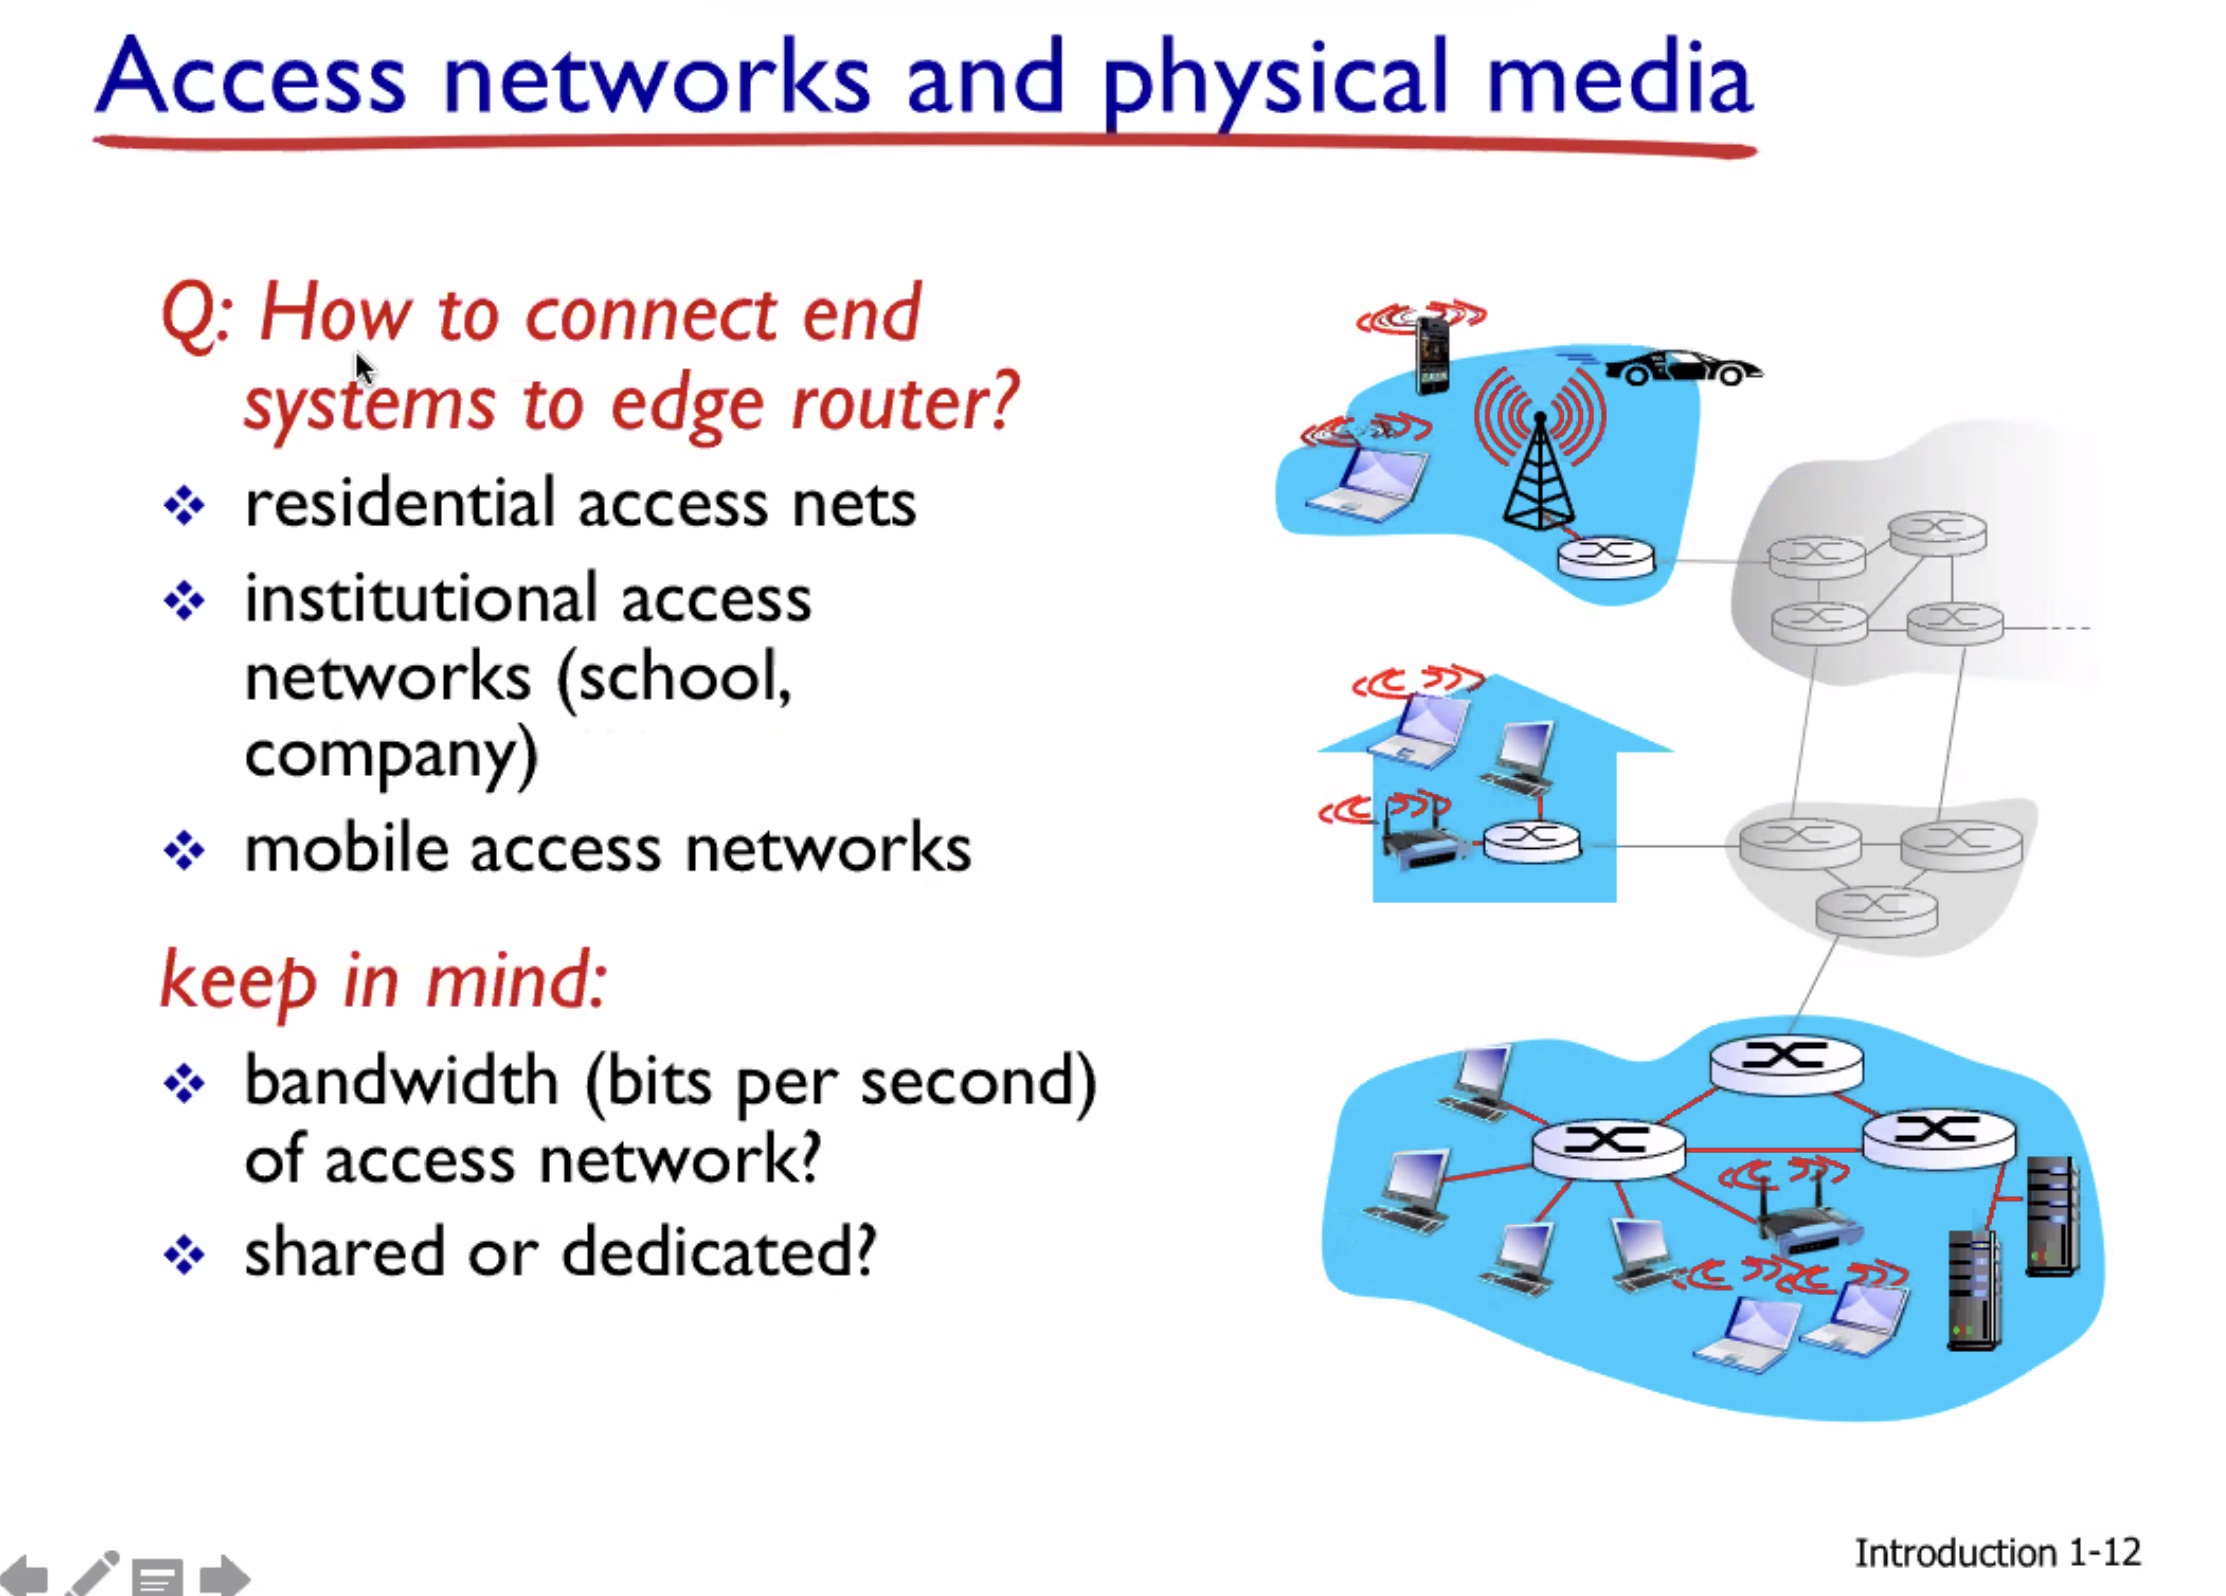 Access networks and physical media
Q: How to connect end
systems to edge router?
residential access nets
institutional access
networks (school,
company)
mobile access networks
keep in mind:
bandwidth (bits per second)
of access network?
shared or dedicated?
Introduction 1-12